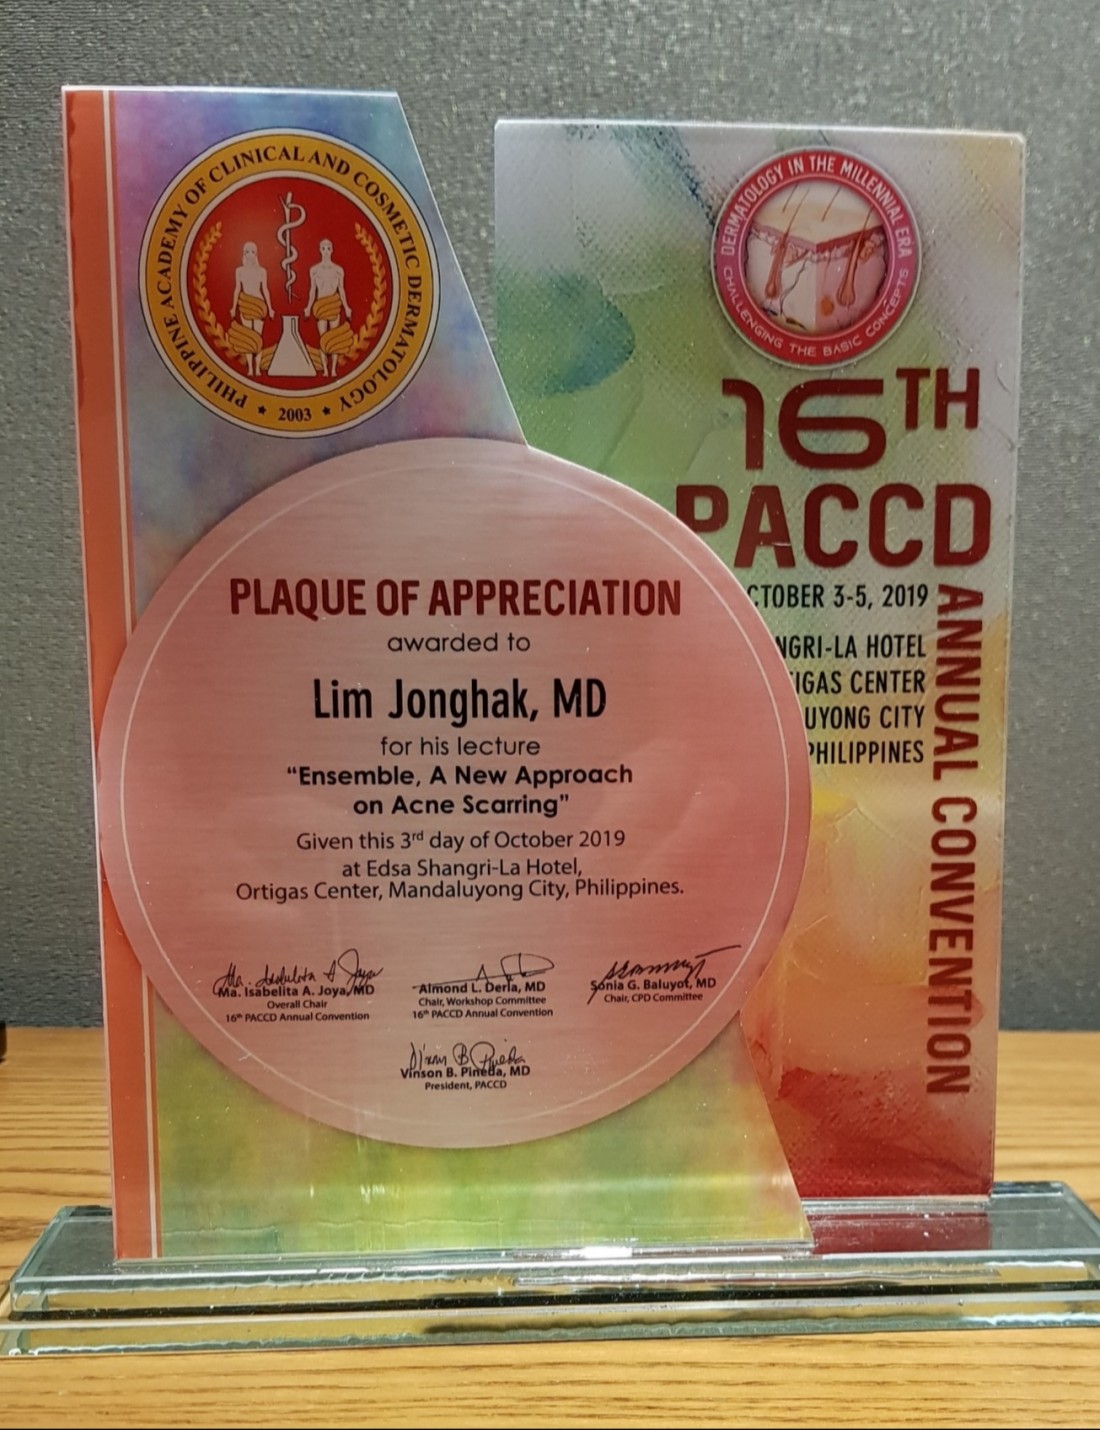 PHILIPPINE ACADEMY OF CLINICAL AND COSMETIC DERMATOLOGY
★ 2003 ★
PLAQUE OF APPRECIATION
awarded to
Lim Jonghak, MD
for his lecture
“Ensemble, A New Approach
on Acne Scarring”
Given this 3rd day of October 2019
at Edsa Shangri-La Hotel,
Ortigas Center, Mandaluyong City, Philippines.
Ma. Isabelita A. Joya, MD
Overall Chair
16th PACCD Annual Convention
Almond L. Derla, MD
Chair, Workshop Committee
16th PACCD Annual Convention
Sonia G. Baluyot, MD
Chair, CPD Committee
Vinson B. Pineda, MD
President, PACCD
DERMATOLOGY IN THE MILLENNIAL ERA
CHALLENGING THE BASIC CONCEPTS
16TH
PACCD
ANNUAL CONVENTION
CTOBER 3-5, 2019
NGRI-LA HOTEL
IGAS CENTER
UYONG CITY
PHILIPPINES